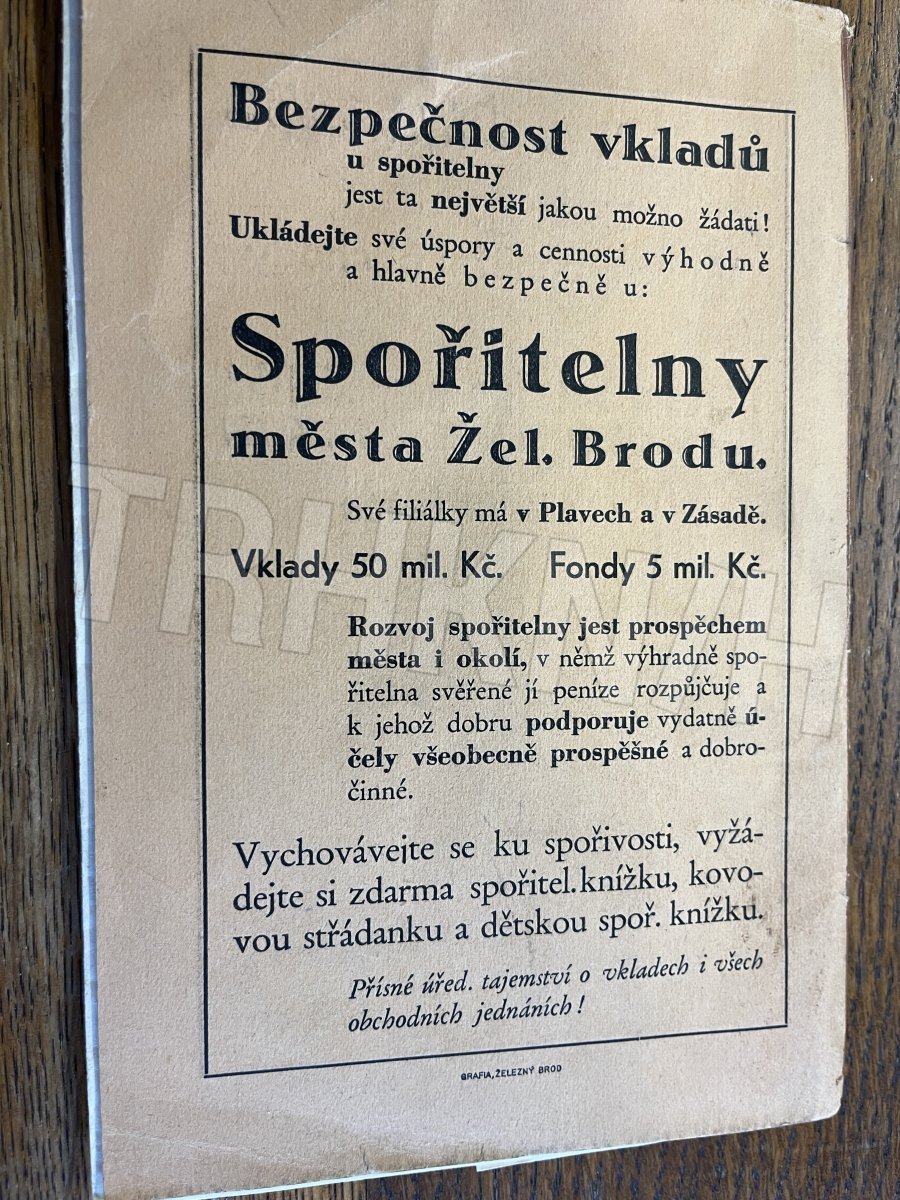 Bezpečnost vkladů
u spořitelny
jest ta největší jakou možno žádati!
Ukládejte své úspory a cennosti výhodně
a hlavně bezpečně u:
Spořitelny
města Žel. Brodu.
Své filiálky má v Plavech a v Zásadě.
Vklady 50 mil. Kč. Fondy 5 mil. Kč.
Rozvoj spořitelny jest prospěchem
města i okolí, v němž výhradně spo-
řitelna svěřené jí peníze rozpůjčuje a
k jehož dobru podporuje vydatně ú-
čely všeobecně prospěšné a dobro-
činné.
Vychovávejte se ku spořivosti, vyžá-
dejte si zdarma spořitel.knížku, kovo-
vou střádanku a dětskou spoř. knížku.
Přísné úřed. tajemství o vkladech i všech
obchodních jednáních!
GRAFIA, ŽELEZNÝ BROD
TRHKNIH